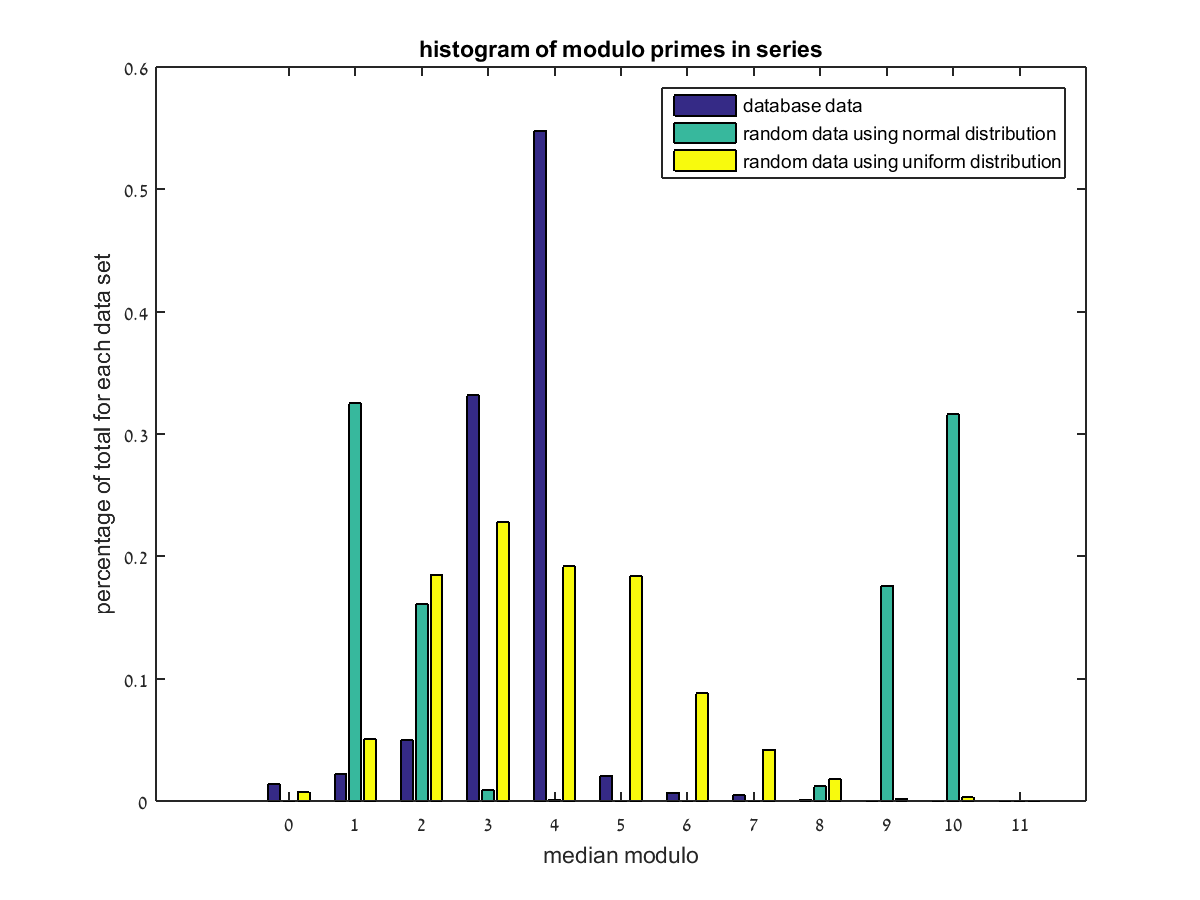 histogram of modulo primes in series
database data
random data using normal distribution
random data using uniform distribution
percentage of total for each data set
0.6
0.5
0.4
0.3
0.2
0.1
0
0 1 2 3 4 5 6 7 8 9 10 11
median modulo